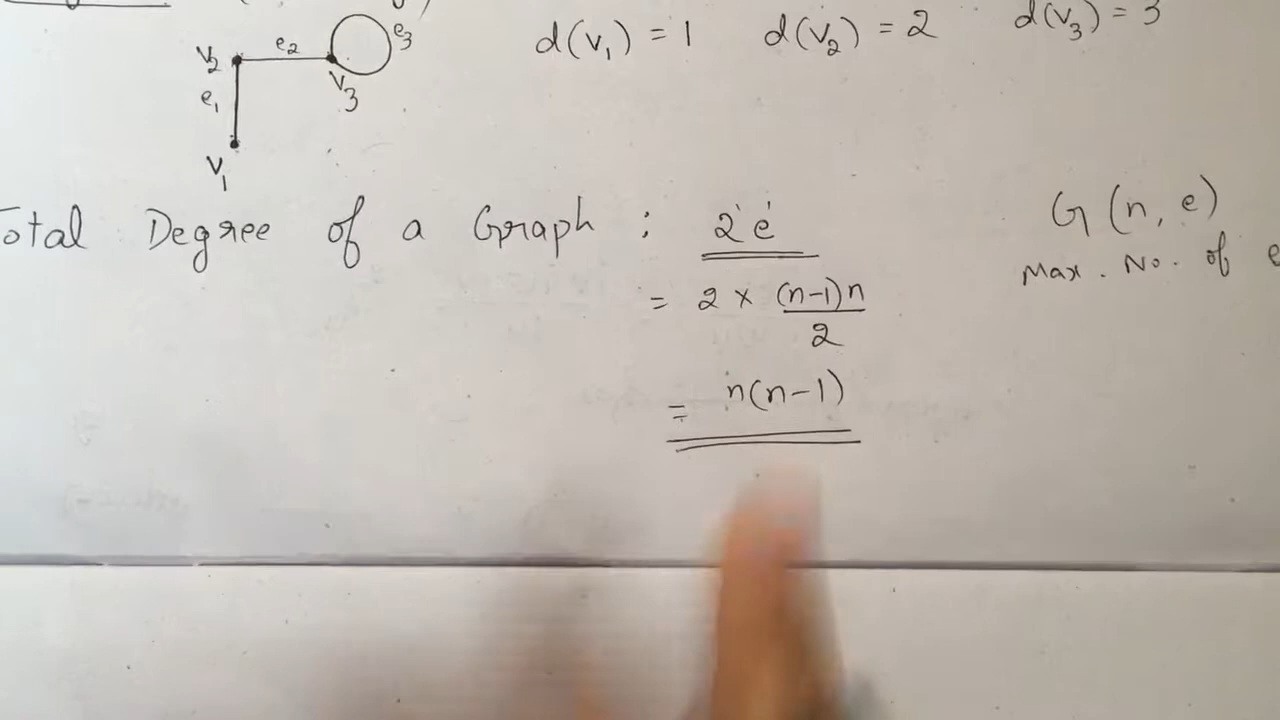 d(v₁) = 1 d(v₂) = 2 d(v₃) = 3
v₂ e₂ e₃
e₁ v₃
v₁
Total Degree of a Graph : 2e G(n, e)
= 2 × (n-1)n / 2 Max. No. of e
= n(n-1)